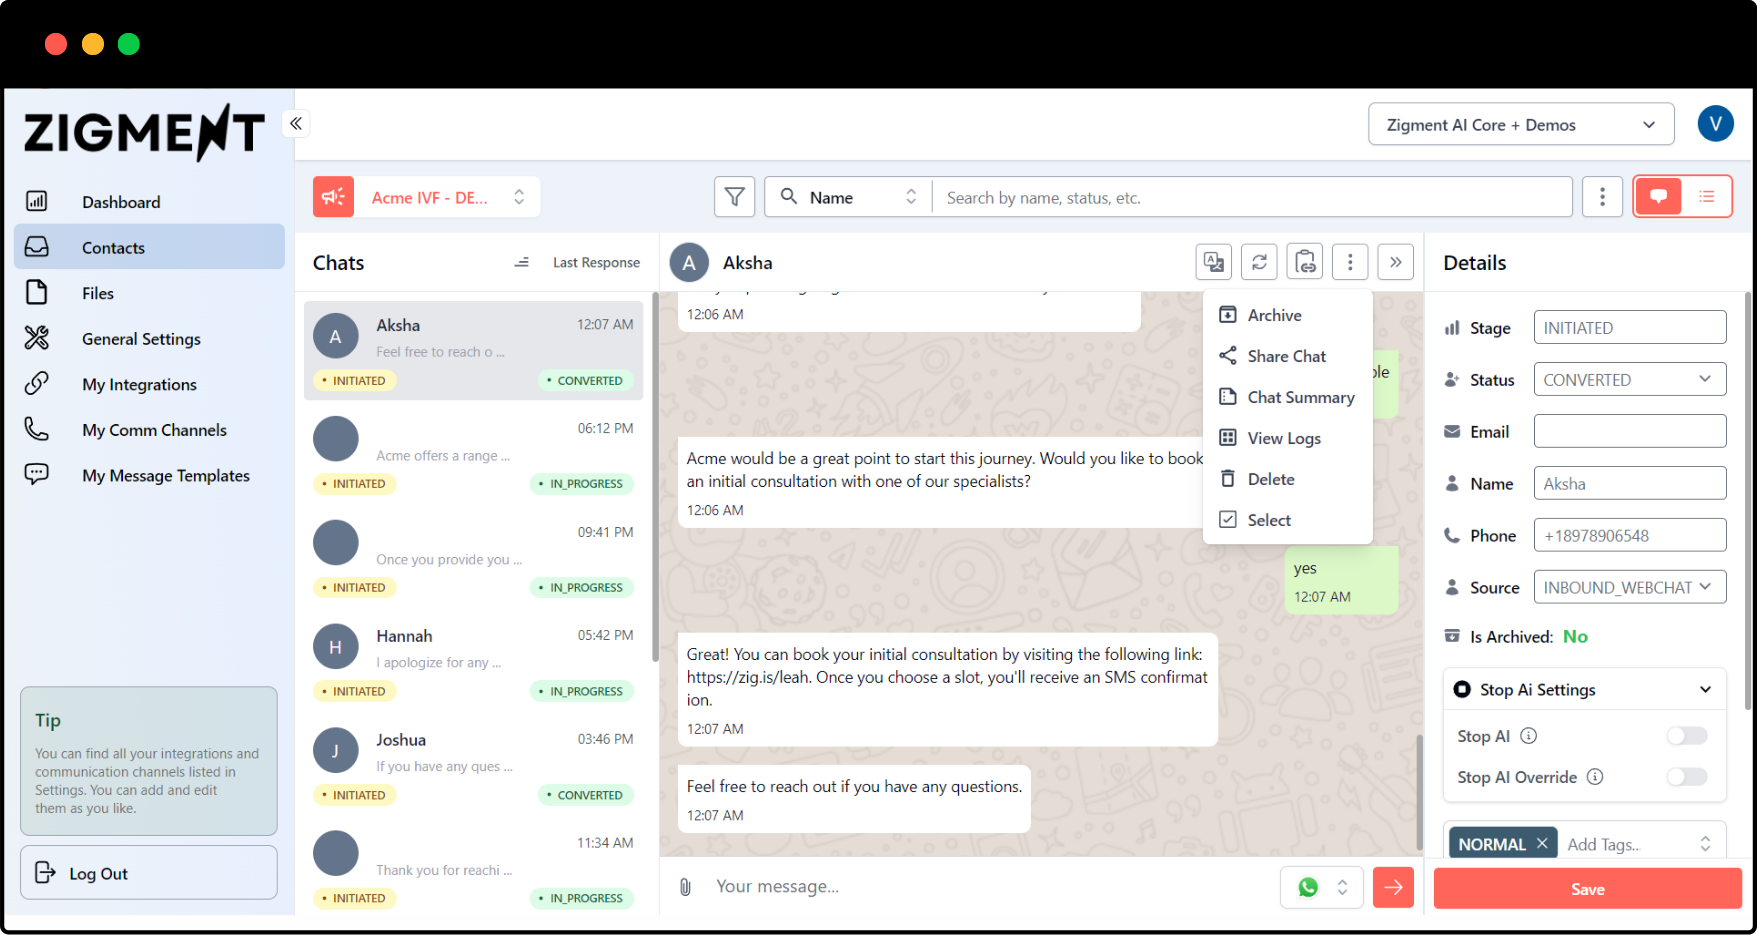 ZIGMENT
Zigment AI Core + Demos
V
Dashboard
Contacts
Files
General Settings
My Integrations
My Comm Channels
My Message Templates
Tip
You can find all your integrations and
communication channels listed in
Settings. You can add and edit
them as you like.
Log Out
Acme IVF - DE...
Name
Search by name, status, etc.
Chats
Last Response
A
Aksha
12:07 AM
Feel free to reach o ...
• INITIATED
• CONVERTED
06:12 PM
Acme offers a range ...
• INITIATED
• IN_PROGRESS
09:41 PM
Once you provide you ...
• INITIATED
• IN_PROGRESS
H
Hannah
05:42 PM
I apologize for any ...
• INITIATED
• IN_PROGRESS
J
Joshua
03:46 PM
If you have any ques ...
• INITIATED
• CONVERTED
11:34 AM
Thank you for reachi ...
• INITIATED
• IN_PROGRESS
A
Aksha
12:06 AM
Acme would be a great point to start this journey. Would you like to book
an initial consultation with one of our specialists?
12:06 AM
yes
12:07 AM
Great! You can book your initial consultation by visiting the following link:
https://zig.is/leah. Once you choose a slot, you'll receive an SMS confirmat
ion.
12:07 AM
Feel free to reach out if you have any questions.
12:07 AM
Your message...
Archive
Share Chat
Chat Summary
View Logs
Delete
Select
Details
Stage
INITIATED
Status
CONVERTED
Email
Name
Aksha
Phone
+18978906548
Source
INBOUND_WEBCHAT
Is Archived: No
Stop Ai Settings
Stop AI
Stop AI Override
NORMAL
Add Tags...
Save